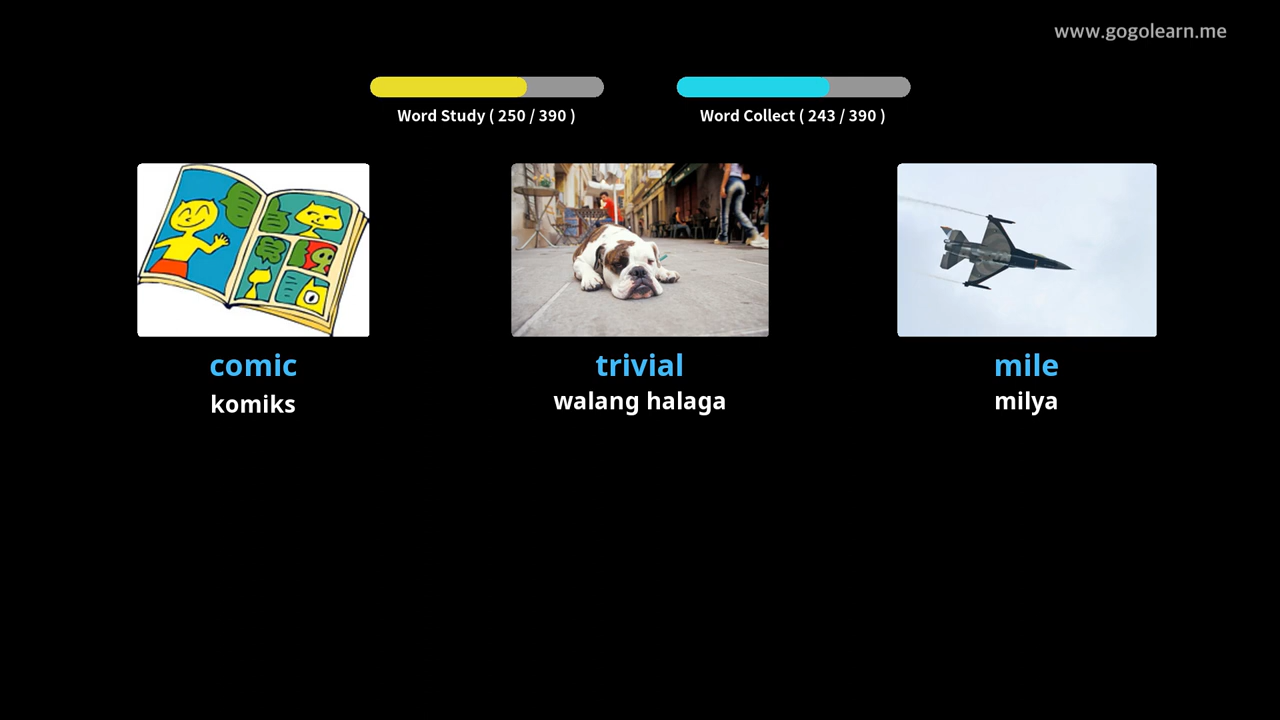 www.gogolearn.me
Word Study ( 250 / 390 )
Word Collect ( 243 / 390 )
comic
trivial
mile
komiks
walang halaga
milya